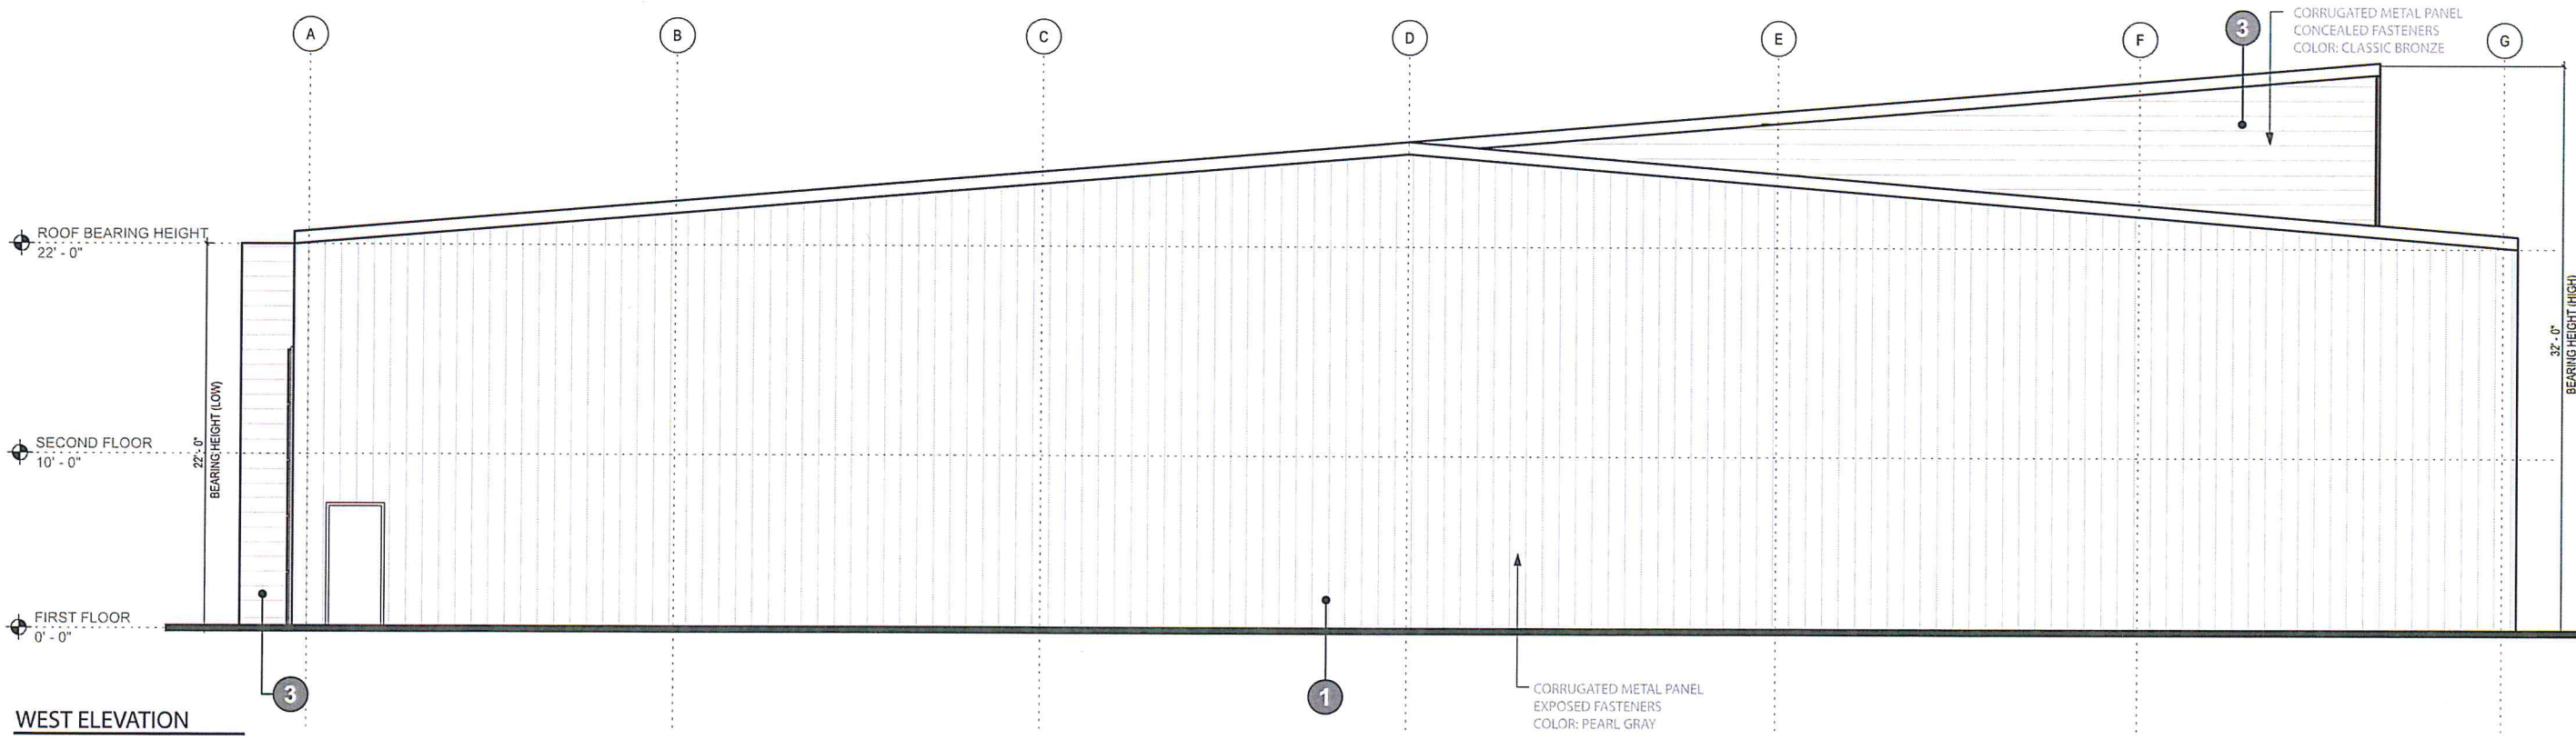 A
B
C
D
E
F
G
3
CORRUGATED METAL PANEL
CONCEALED FASTENERS
COLOR: CLASSIC BRONZE
ROOF BEARING HEIGHT
22' - 0"
SECOND FLOOR
10' - 0"
FIRST FLOOR
0' - 0"
22' - 0"
BEARING HEIGHT (LOW)
32' - 0"
BEARING HEIGHT (HIGH)
3
1
CORRUGATED METAL PANEL
EXPOSED FASTENERS
COLOR: PEARL GRAY
WEST ELEVATION